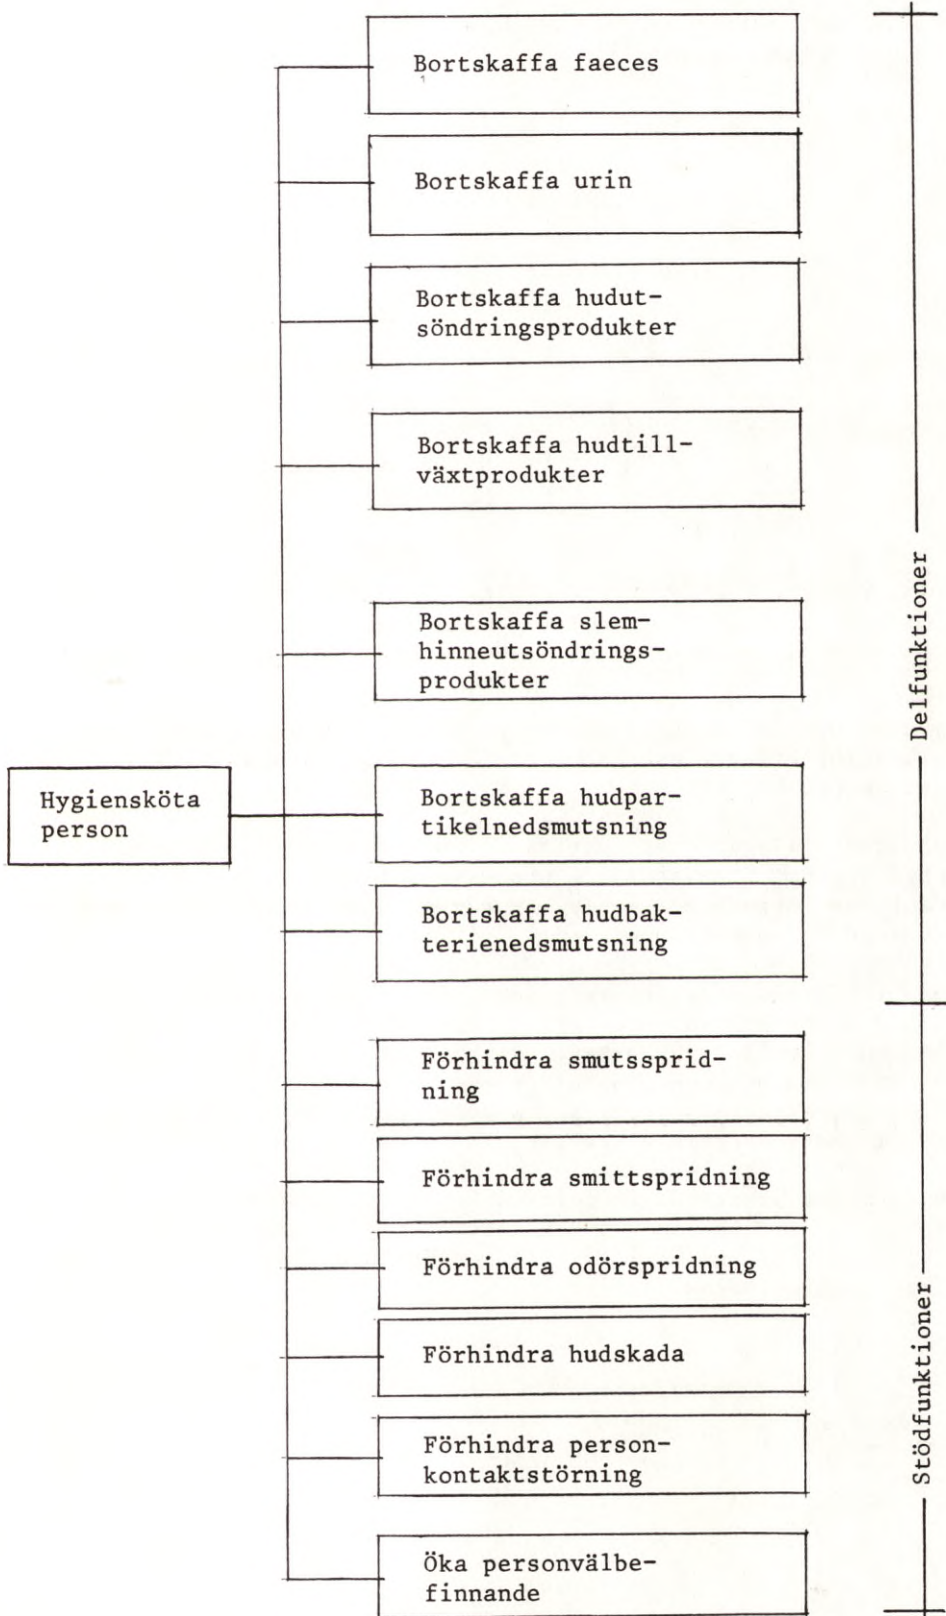 Bortskaffa faeces
Bortskaffa urin
Bortskaffa hudut-
söndringsprodukter
Bortskaffa hudtill-
växtprodukter
Bortskaffa slem-
hinneutsöndrings-
produkter
Hygiensköta
person
Bortskaffa hudpar-
tikelnedsmutsning
Bortskaffa hudbak-
terienedsmutsning
Delfunktioner
Förhindra smutssprid-
ning
Förhindra smittspridning
Förhindra odörspridning
Förhindra hudskada
Förhindra person-
kontaktstörning
Öka personvälbe-
finnande
Stödfunktioner